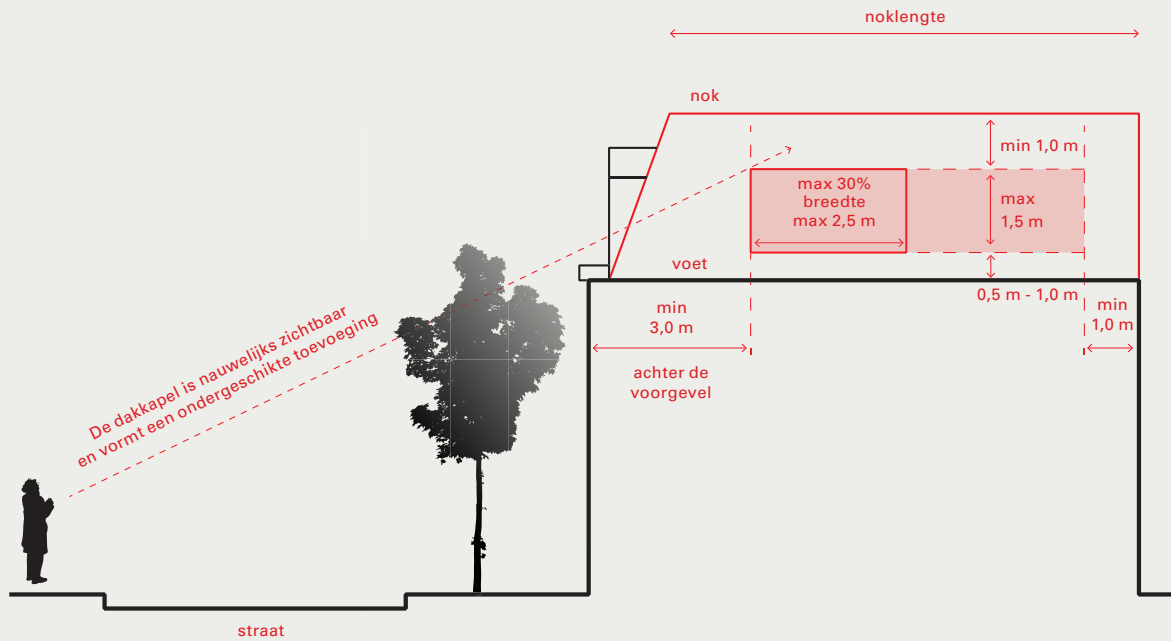 noklengte
nok
min 1,0 m
max 30%
breedte
max 2,5 m
max
1,5 m
voet
0,5 m - 1,0 m
min
3,0 m
min
1,0 m
achter de
voorgevel
De dakkapel is nauwelijks zichtbaar
en vormt een ondergeschikte toevoeging
straat